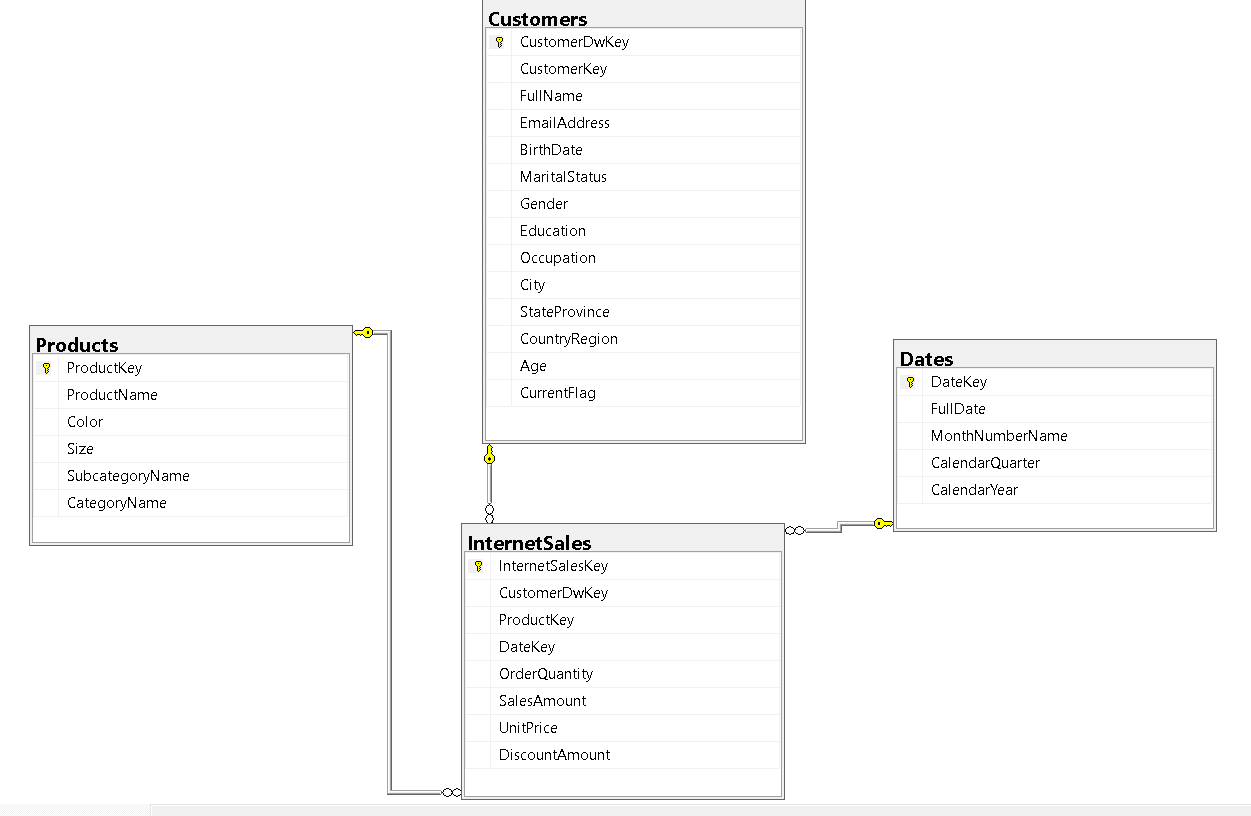 Customers
CustomerDwKey
CustomerKey
FullName
EmailAddress
BirthDate
MaritalStatus
Gender
Education
Occupation
City
StateProvince
CountryRegion
Age
CurrentFlag
Products
ProductKey
ProductName
Color
Size
SubcategoryName
CategoryName
Dates
DateKey
FullDate
MonthNumberName
CalendarQuarter
CalendarYear
InternetSales
InternetSalesKey
CustomerDwKey
ProductKey
DateKey
OrderQuantity
SalesAmount
UnitPrice
DiscountAmount